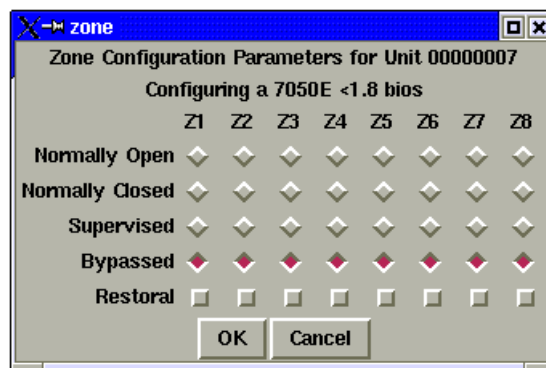 zone
Zone Configuration Parameters for Unit 00000007
Configuring a 7050E <1.8 bios
Z1 Z2 Z3 Z4 Z5 Z6 Z7 Z8
Normally Open
Normally Closed
Supervised
Bypassed
Restoral
OK Cancel